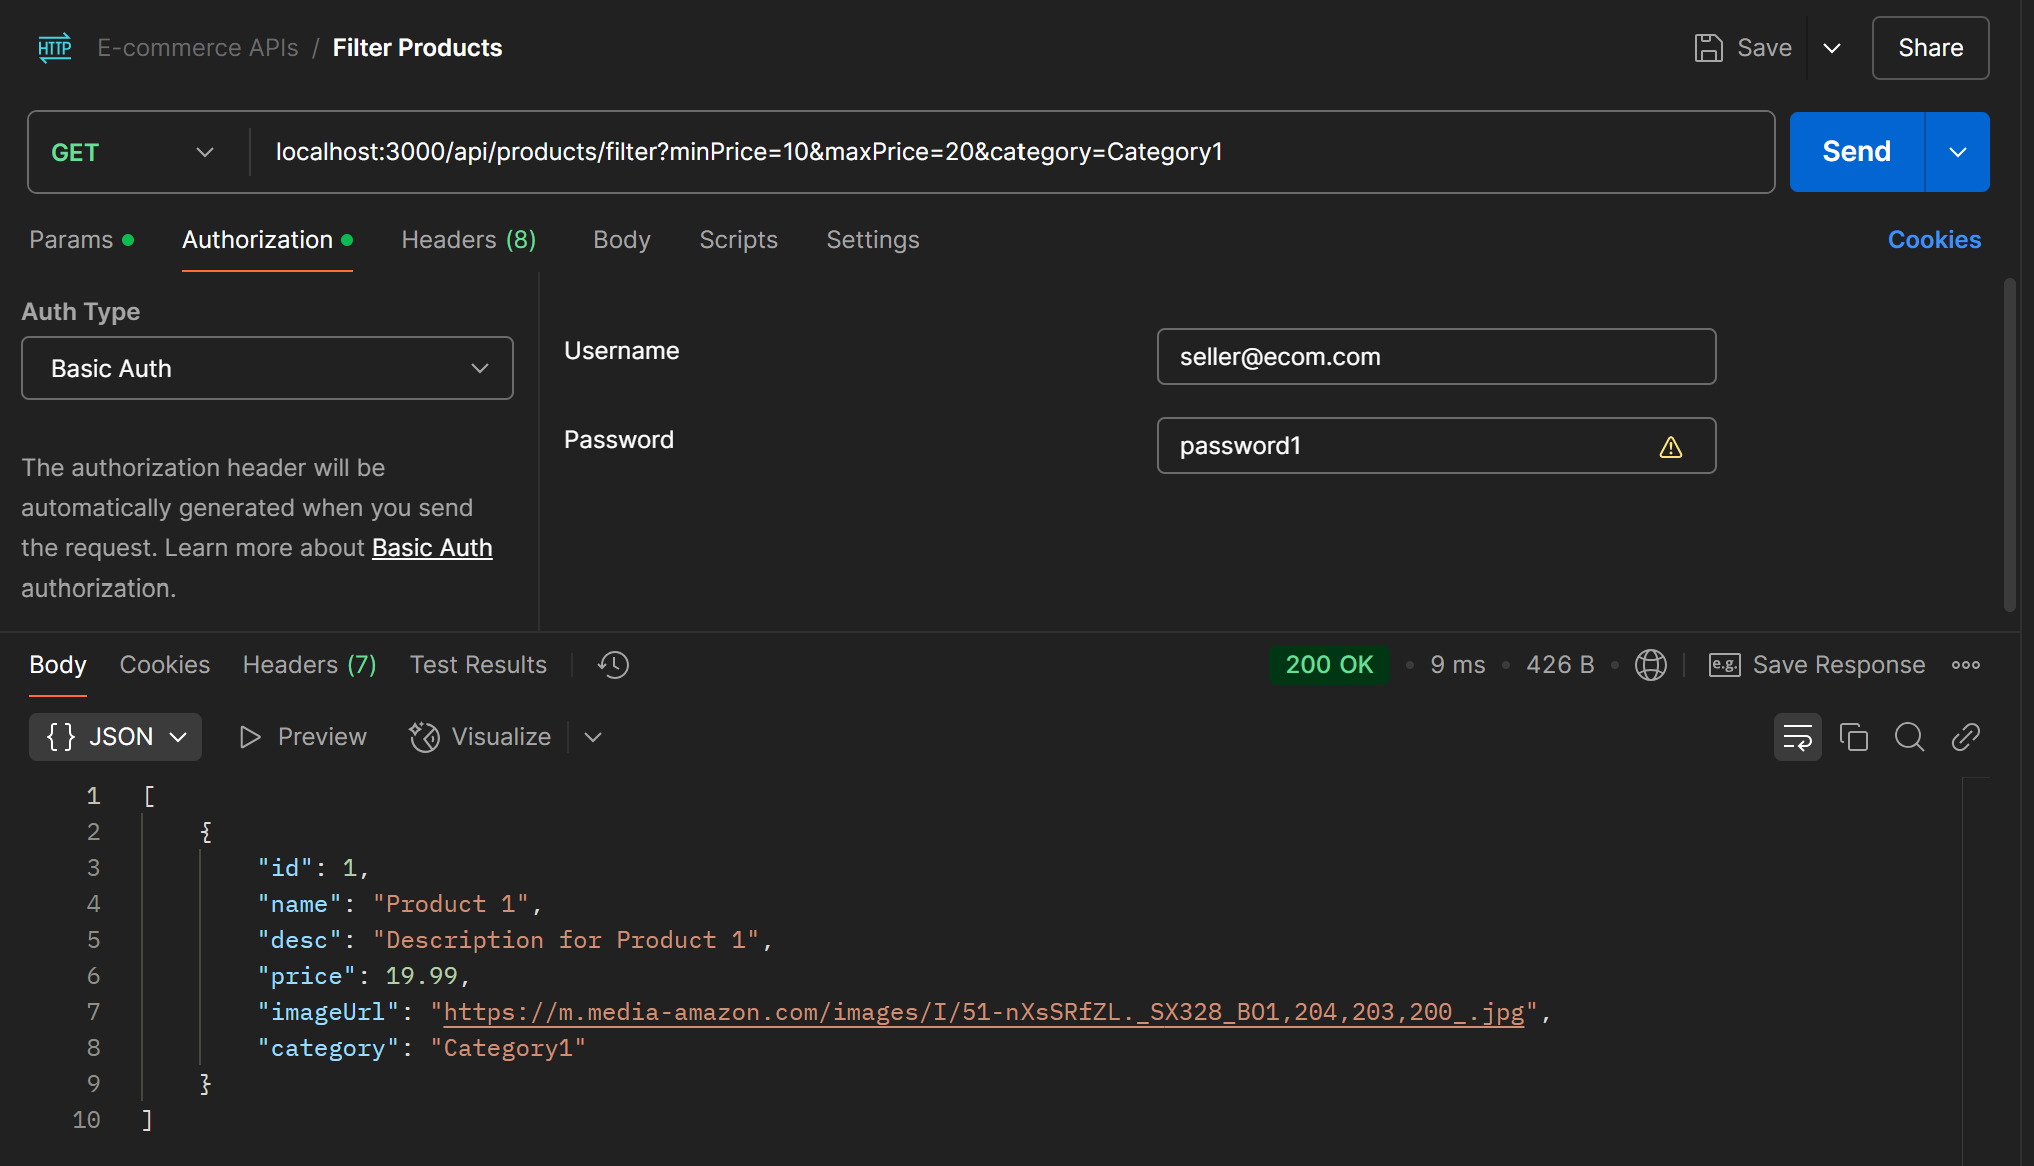 HTTP E-commerce APIs / Filter Products Save Share
GET localhost:3000/api/products/filter?minPrice=10&maxPrice=20&category=Category1 Send
Params Authorization Headers (8) Body Scripts Settings Cookies
Auth Type
Basic Auth
The authorization header will be
automatically generated when you send
the request. Learn more about Basic Auth
authorization.
Username seller@ecom.com
Password password1
Body Cookies Headers (7) Test Results 200 OK • 9 ms • 426 B • e.g. Save Response
{} JSON Preview Visualize
1 [
2 {
3 "id": 1,
4 "name": "Product 1",
5 "desc": "Description for Product 1",
6 "price": 19.99,
7 "imageUrl": "https://m.media-amazon.com/images/I/51-nXsSRfZL._SX328_BO1,204,203,200_.jpg",
8 "category": "Category1"
9 }
10 ]